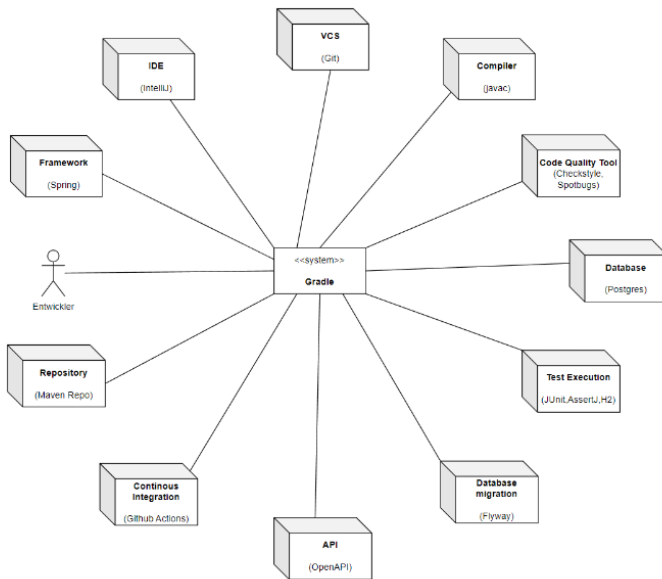 VCS
(Git)
IDE
(IntelliJ)
Compiler
(javac)
Framework
(Spring)
Code Quality Tool
(Checkstyle,
Spotbugs)
<<system>>
Gradle
Entwickler
Database
(Postgres)
Repository
(Maven Repo)
Test Execution
(JUnit,AssertJ,H2)
Continous
Integration
(Github Actions)
Database
migration
(Flyway)
API
(OpenAPI)